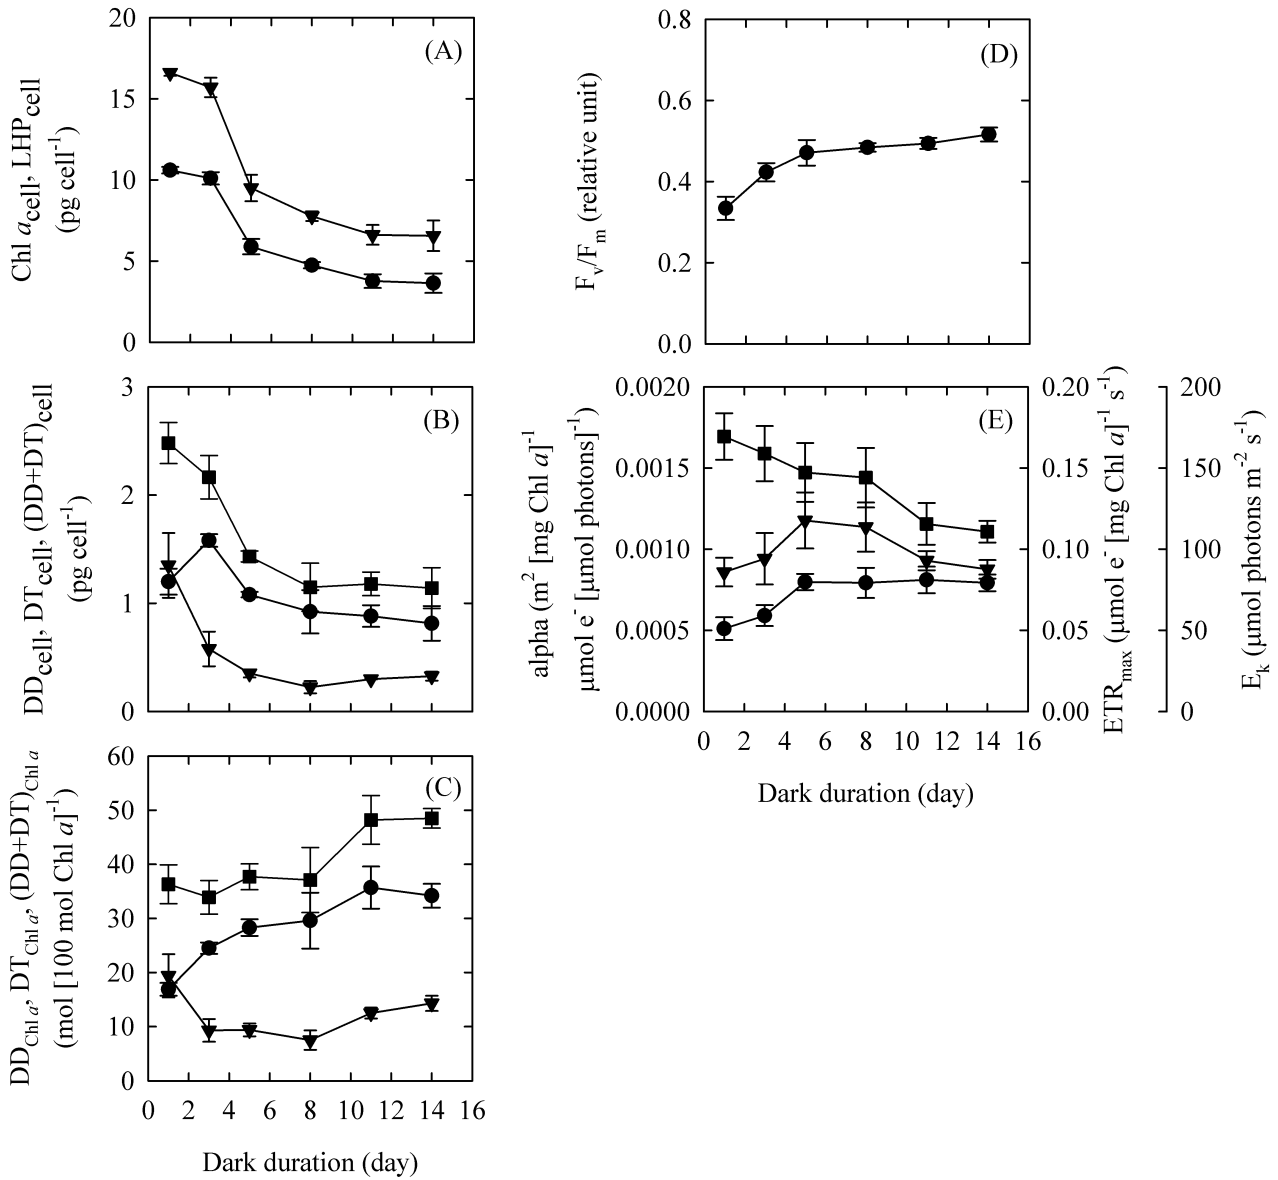 Chl a_cell, LHP_cell
(pg cell^-1)
20
15
10
5
0
(A)
F_v/F_m (relative unit)
0.8
0.6
0.4
0.2
0.0
(D)
DD_cell, DT_cell, (DD+DT)_cell
(pg cell^-1)
3
2
1
0
(B)
alpha (m^2 [mg Chl a]^-1
μmol e^- [μmol photons]^-1)
0.0020
0.0015
0.0010
0.0005
0.0000
(E)
0.20
0.15
0.10
0.05
0.00
ETR_max (μmol e^- [mg Chl a]^-1 s^-1)
200
150
100
50
0
E_k (μmol photons m^-2 s^-1)
0 2 4 6 8 10 12 14 16
Dark duration (day)
DD_Chl a, DT_Chl a, (DD+DT)_Chl a
(mol [100 mol Chl a]^-1)
60
50
40
30
20
10
0
(C)
0 2 4 6 8 10 12 14 16
Dark duration (day)